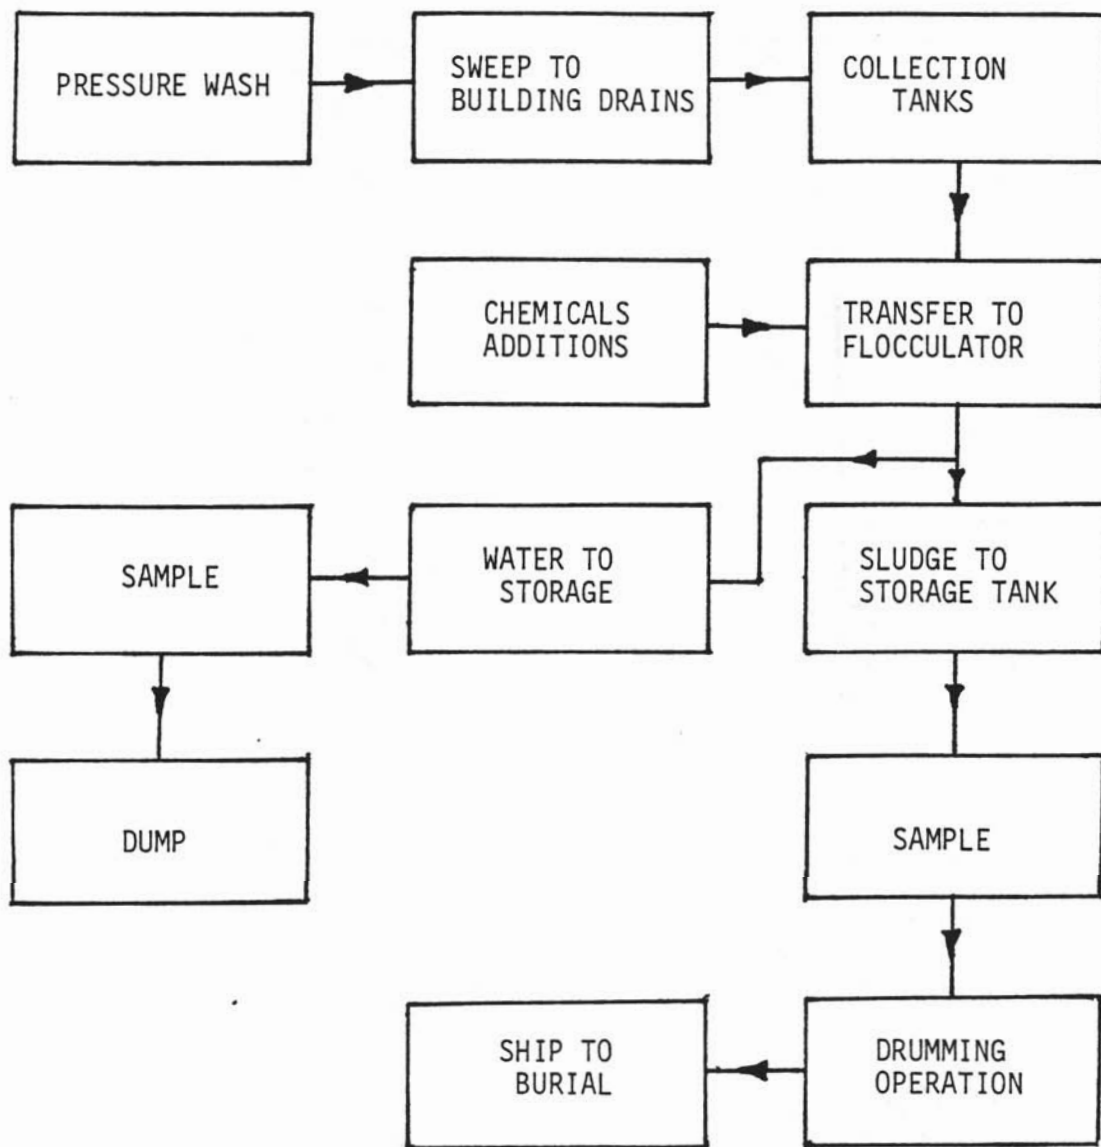 PRESSURE WASH
SWEEP TO
BUILDING DRAINS
COLLECTION
TANKS
CHEMICALS
ADDITIONS
TRANSFER TO
FLOCCULATOR
SAMPLE
WATER TO
STORAGE
SLUDGE TO
STORAGE TANK
DUMP
SAMPLE
SHIP TO
BURIAL
DRUMMING
OPERATION